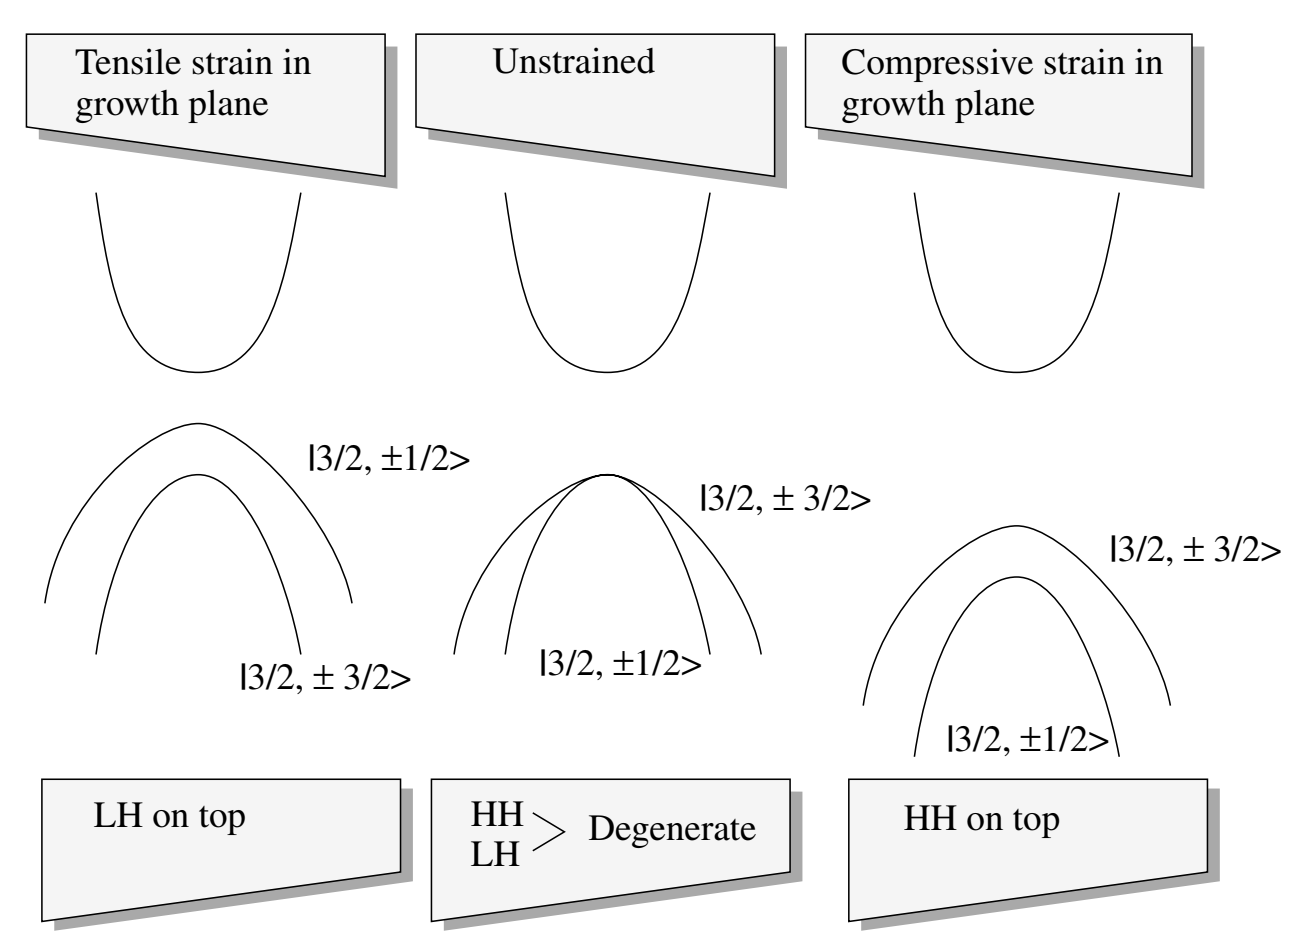 Tensile strain in
growth plane
Unstrained
Compressive strain in
growth plane
|3/2, ±1/2>
|3/2, ± 3/2>
|3/2, ± 3/2>
|3/2, ±1/2>
|3/2, ± 3/2>
|3/2, ±1/2>
LH on top
HH
LH
Degenerate
HH on top